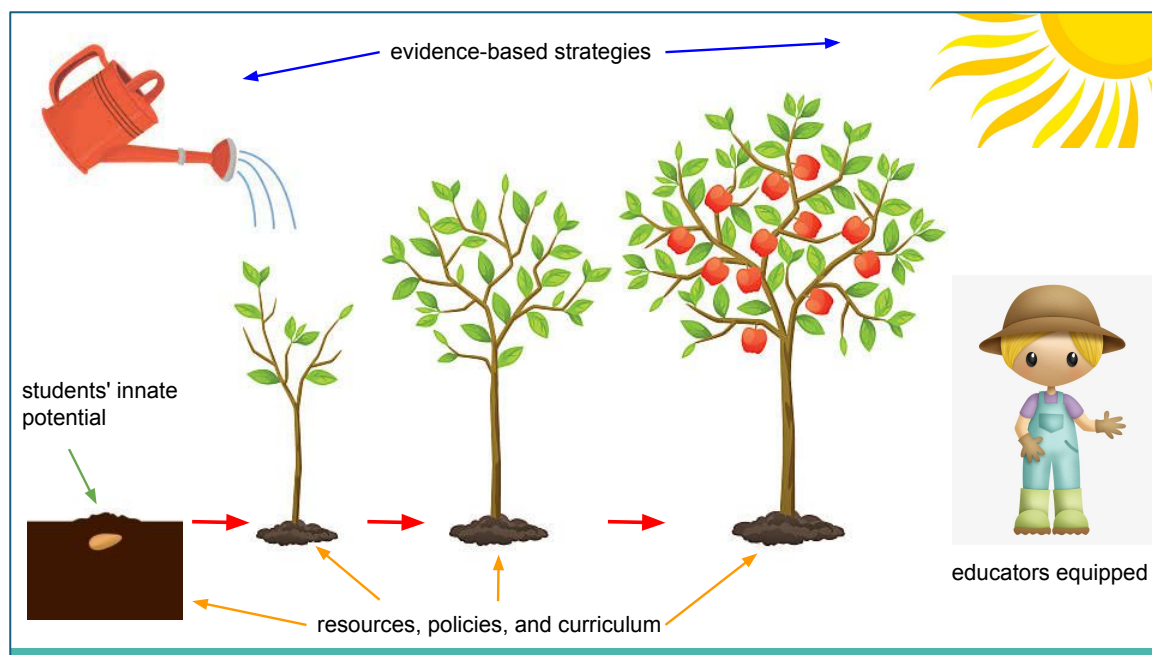 evidence-based strategies
students' innate
potential
educators equipped
resources, policies, and curriculum